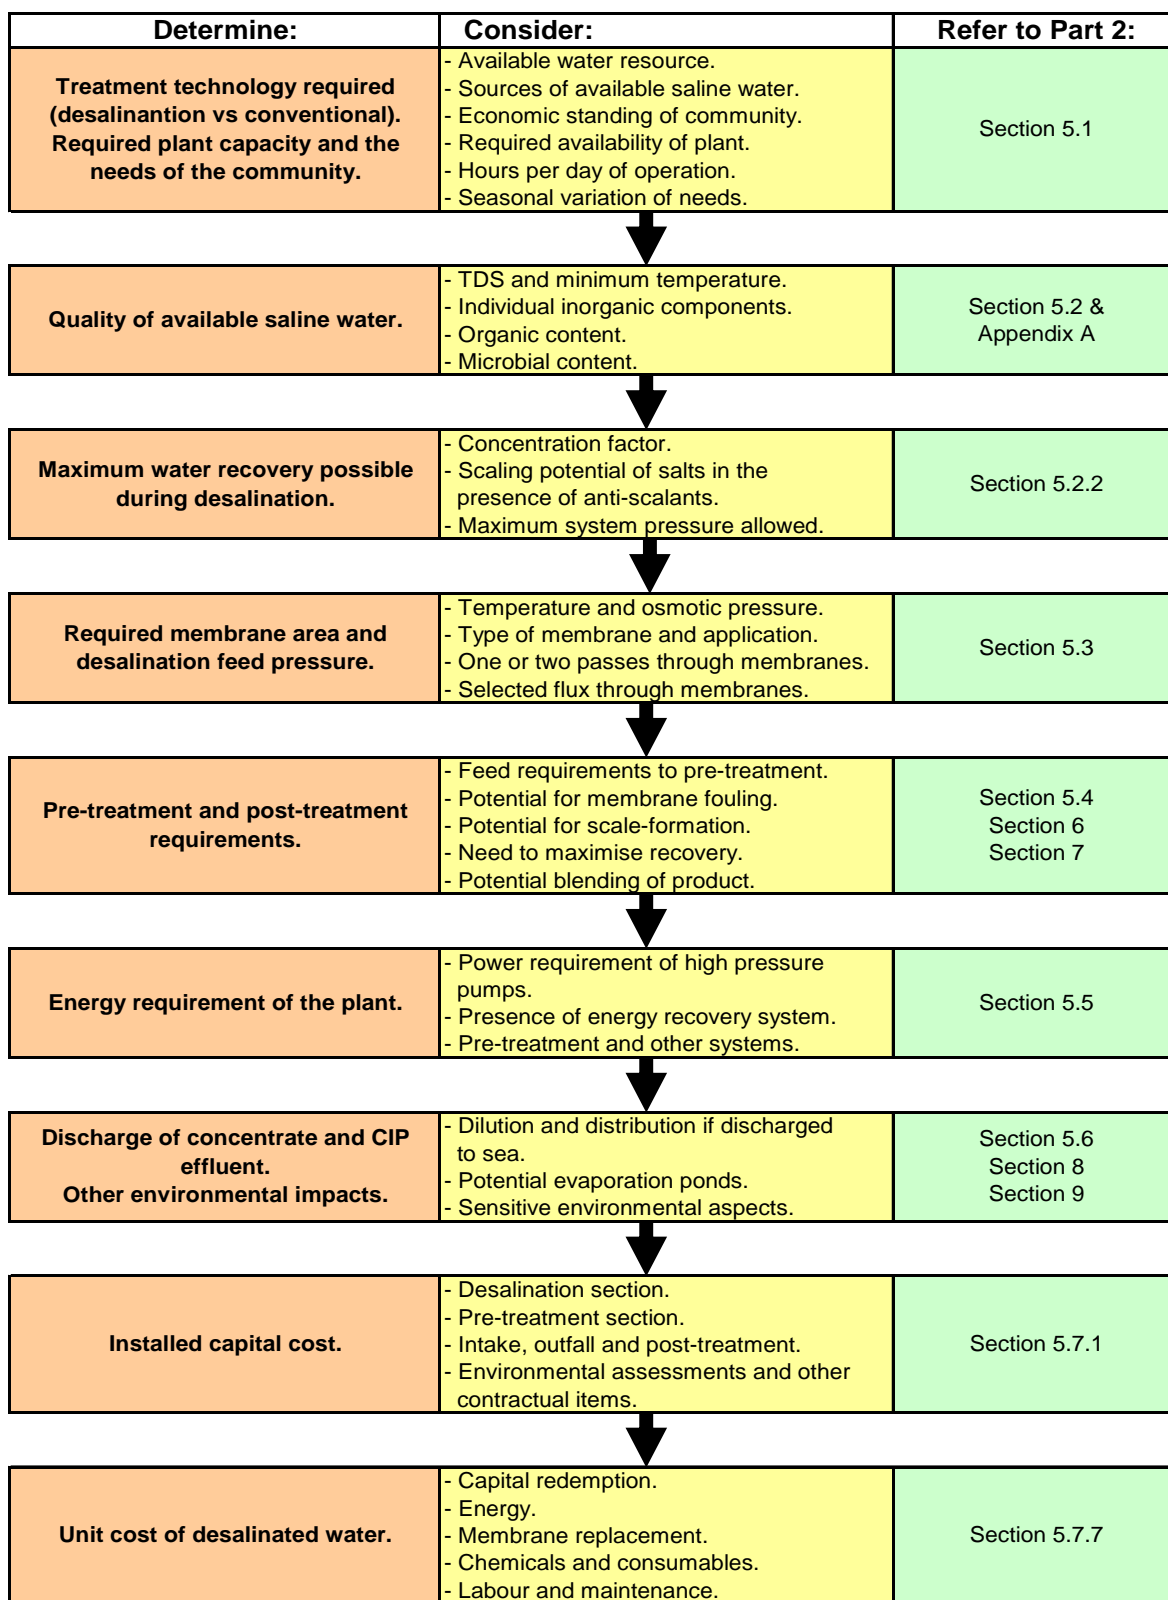 Determine:
Consider:
Refer to Part 2:
Treatment technology required
(desalinantion vs conventional).
Required plant capacity and the
needs of the community.
- Available water resource.
- Sources of available saline water.
- Economic standing of community.
- Required availability of plant.
- Hours per day of operation.
- Seasonal variation of needs.
Section 5.1
Quality of available saline water.
- TDS and minimum temperature.
- Individual inorganic components.
- Organic content.
- Microbial content.
Section 5.2 &
Appendix A
Maximum water recovery possible
during desalination.
- Concentration factor.
- Scaling potential of salts in the
presence of anti-scalants.
- Maximum system pressure allowed.
Section 5.2.2
Required membrane area and
desalination feed pressure.
- Temperature and osmotic pressure.
- Type of membrane and application.
- One or two passes through membranes.
- Selected flux through membranes.
Section 5.3
Pre-treatment and post-treatment
requirements.
- Feed requirements to pre-treatment.
- Potential for membrane fouling.
- Potential for scale-formation.
- Need to maximise recovery.
- Potential blending of product.
Section 5.4
Section 6
Section 7
Energy requirement of the plant.
- Power requirement of high pressure
pumps.
- Presence of energy recovery system.
- Pre-treatment and other systems.
Section 5.5
Discharge of concentrate and CIP
effluent.
Other environmental impacts.
- Dilution and distribution if discharged
to sea.
- Potential evaporation ponds.
- Sensitive environmental aspects.
Section 5.6
Section 8
Section 9
Installed capital cost.
- Desalination section.
- Pre-treatment section.
- Intake, outfall and post-treatment.
- Environmental assessments and other
contractual items.
Section 5.7.1
Unit cost of desalinated water.
- Capital redemption.
- Energy.
- Membrane replacement.
- Chemicals and consumables.
- Labour and maintenance.
Section 5.7.7